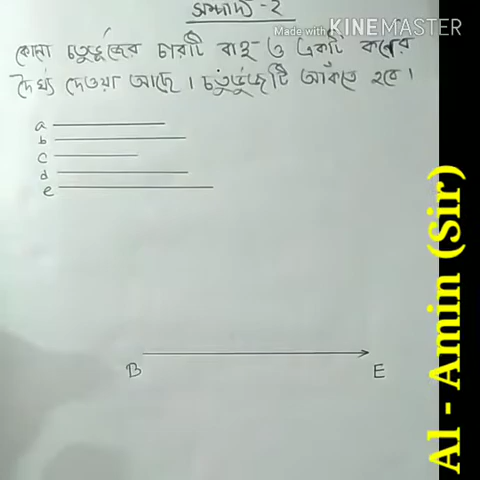 সম্পাদ্য - ২
Made with KINEMASTER
কোনো চতুর্ভুজের চারটি বাহু ও একটি কর্ণের
দৈর্ঘ্য দেওয়া আছে । চতুর্ভুজটি আঁকতে হবে ।
a
b
c
d
e
B E
Al - Amin (Sir)